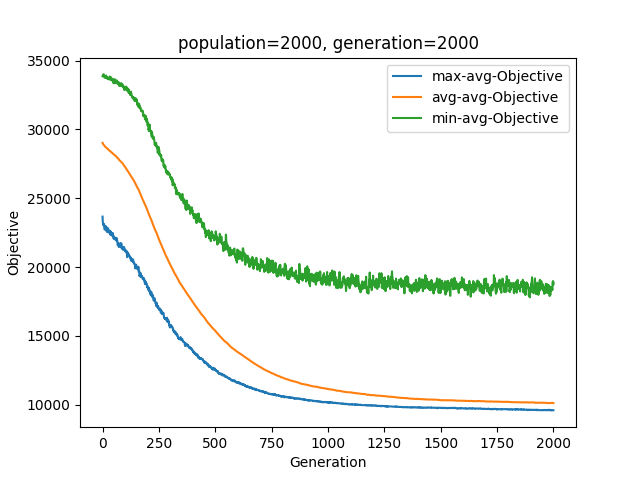 population=2000, generation=2000
35000
30000
25000
20000
15000
10000
Objective
max-avg-Objective
avg-avg-Objective
min-avg-Objective
0 250 500 750 1000 1250 1500 1750 2000
Generation